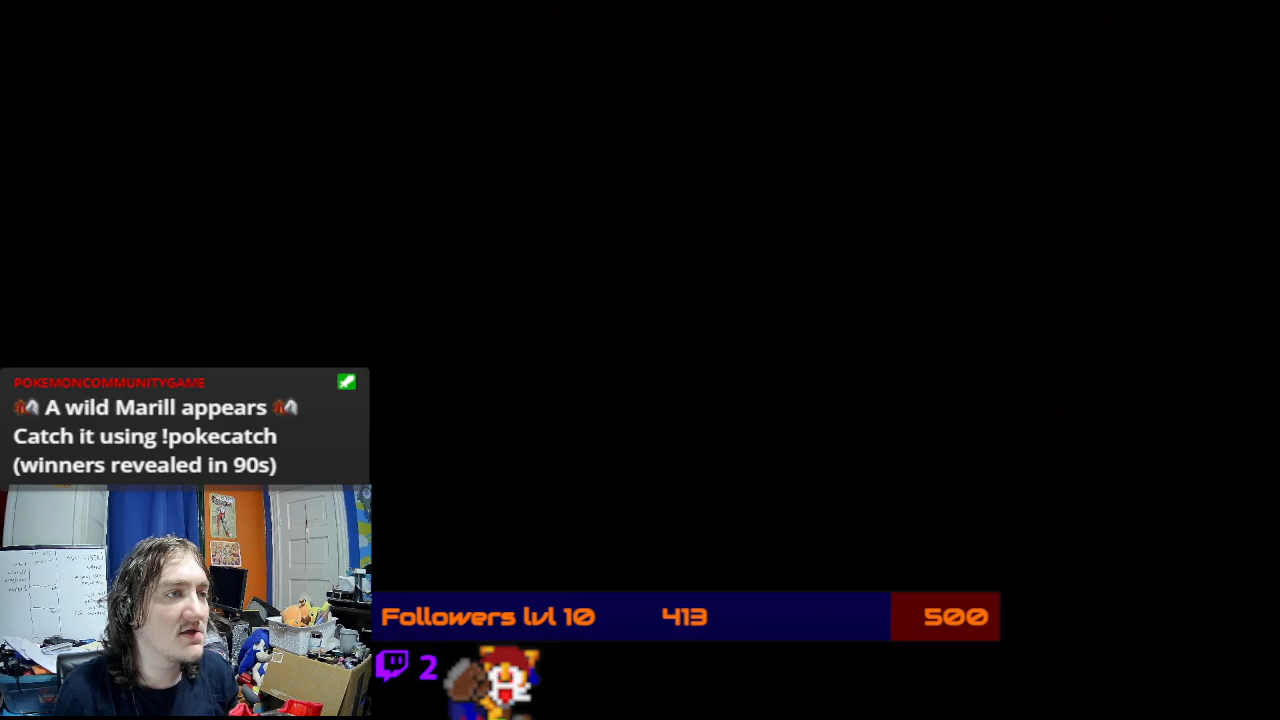 POKEMONCOMMUNITYGAME
A wild Marill appears
Catch it using !pokecatch
(winners revealed in 90s)
Followers lvl 10 413 500
2